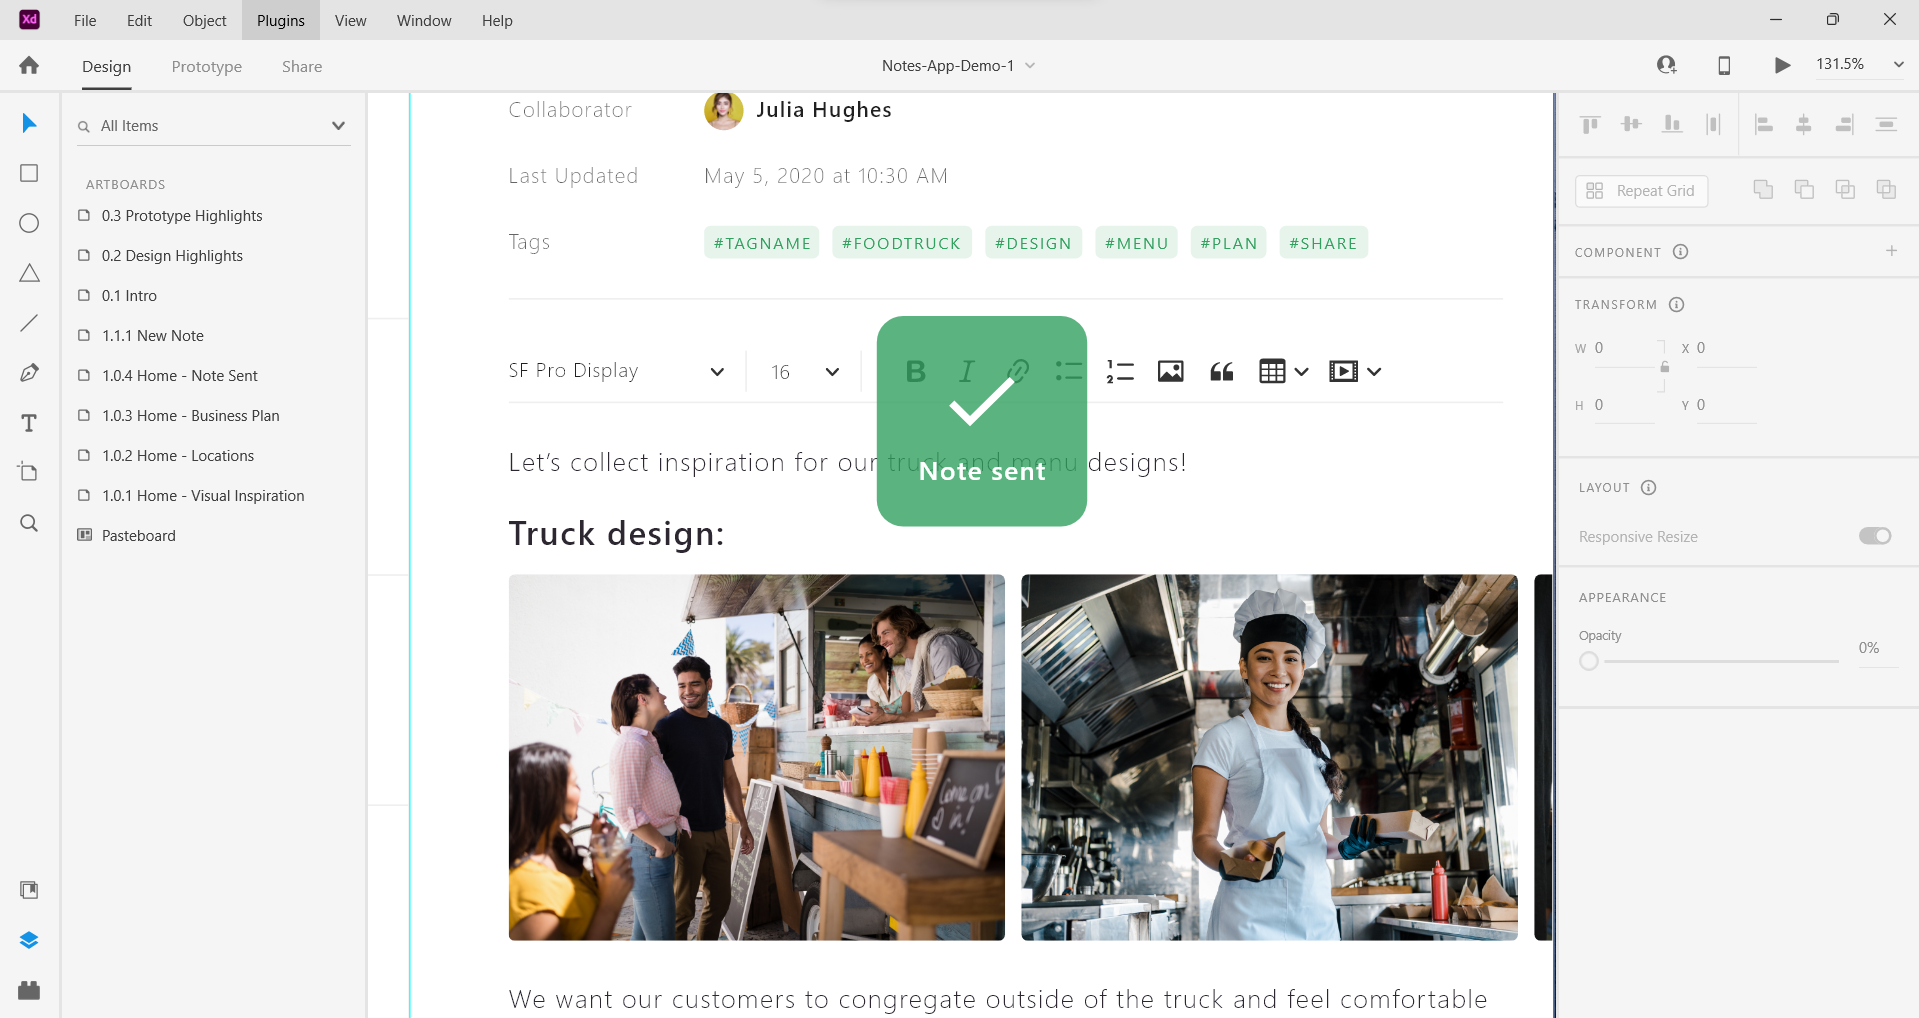 Xd File Edit Object Plugins View Window Help
Design Prototype Share Notes-App-Demo-1 131.5%
All Items
ARTBOARDS
0.3 Prototype Highlights
0.2 Design Highlights
0.1 Intro
1.1.1 New Note
1.0.4 Home - Note Sent
1.0.3 Home - Business Plan
1.0.2 Home - Locations
1.0.1 Home - Visual Inspiration
Pasteboard
Collaborator Julia Hughes
Last Updated May 5, 2020 at 10:30 AM
Tags #TAGNAME #FOODTRUCK #DESIGN #MENU #PLAN #SHARE
SF Pro Display 16 B I
Let's collect inspiration for our truck and menu designs!
Note sent
Truck design:
Come on
in!
We want our customers to congregate outside of the truck and feel comfortable
Repeat Grid
COMPONENT
TRANSFORM
W 0 X 0
H 0 Y 0
LAYOUT
Responsive Resize
APPEARANCE
Opacity
0%